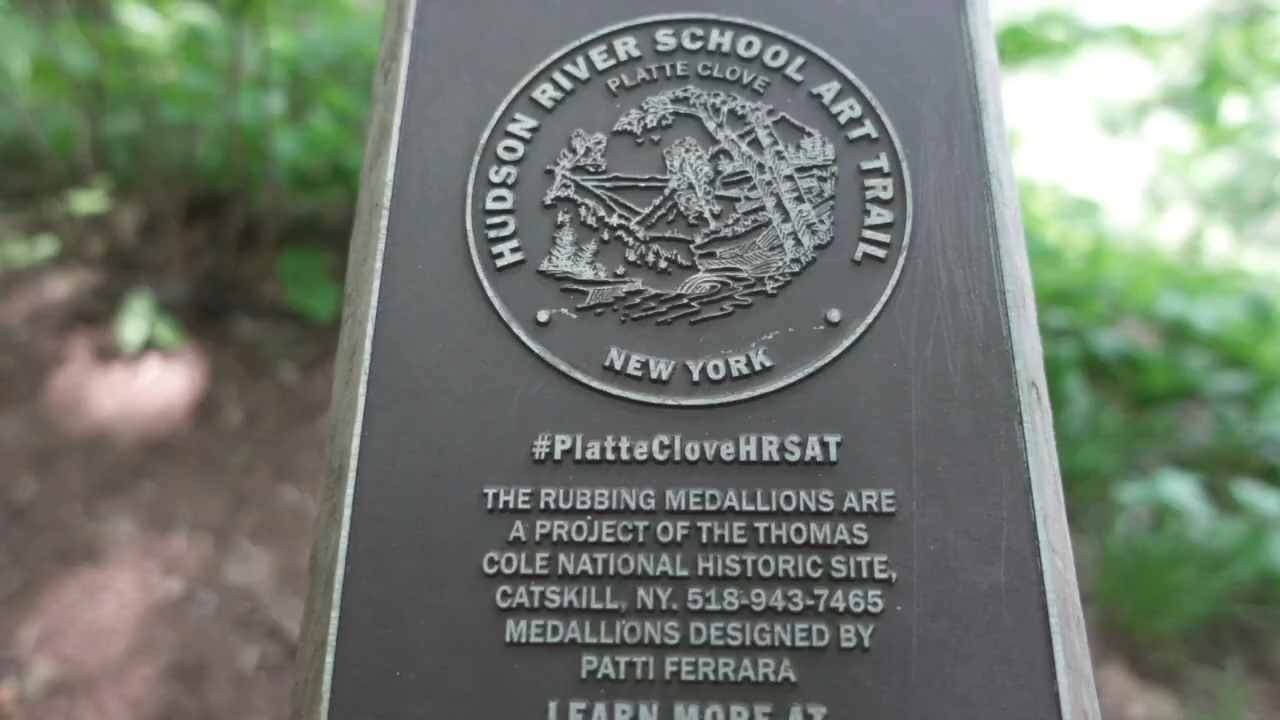 HUDSON RIVER SCHOOL ART TRAIL
PLATTE CLOVE
NEW YORK
#PlatteCloveHRSAT
THE RUBBING MEDALLIONS ARE
A PROJECT OF THE THOMAS
COLE NATIONAL HISTORIC SITE,
CATSKILL, NY. 518-943-7465
MEDALLIONS DESIGNED BY
PATTI FERRARA
LEARN MORE AT